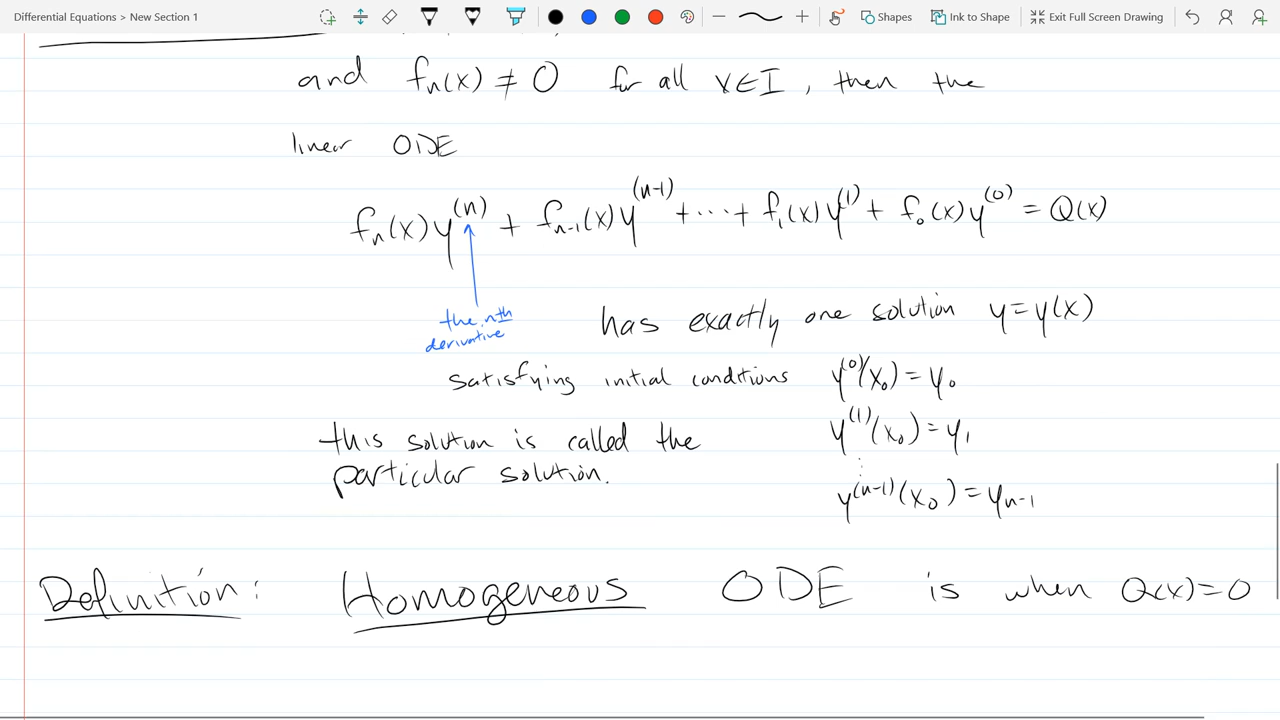 Differential Equations > New Section 1
Shapes
Ink to Shape
Exit Full Screen Drawing
and fₙ(x) ≠ 0 for all x∈I, then the
linear ODE
fₙ(x)y⁽ⁿ⁾ + fₙ₋₁(x)y⁽ⁿ⁻¹⁾ + ⋯ + f₁(x)y⁽¹⁾ + f₀(x)y⁽⁰⁾ = Q(x)
the nth
derivative
has exactly one solution y = y(x)
satisfying initial conditions y⁽⁰⁾(x₀) = y₀
y⁽¹⁾(x₀) = y₁
⋮
y⁽ⁿ⁻¹⁾(x₀) = yₙ₋₁
this solution is called the
particular solution.
Definition: Homogeneous ODE is when Q(x)=0